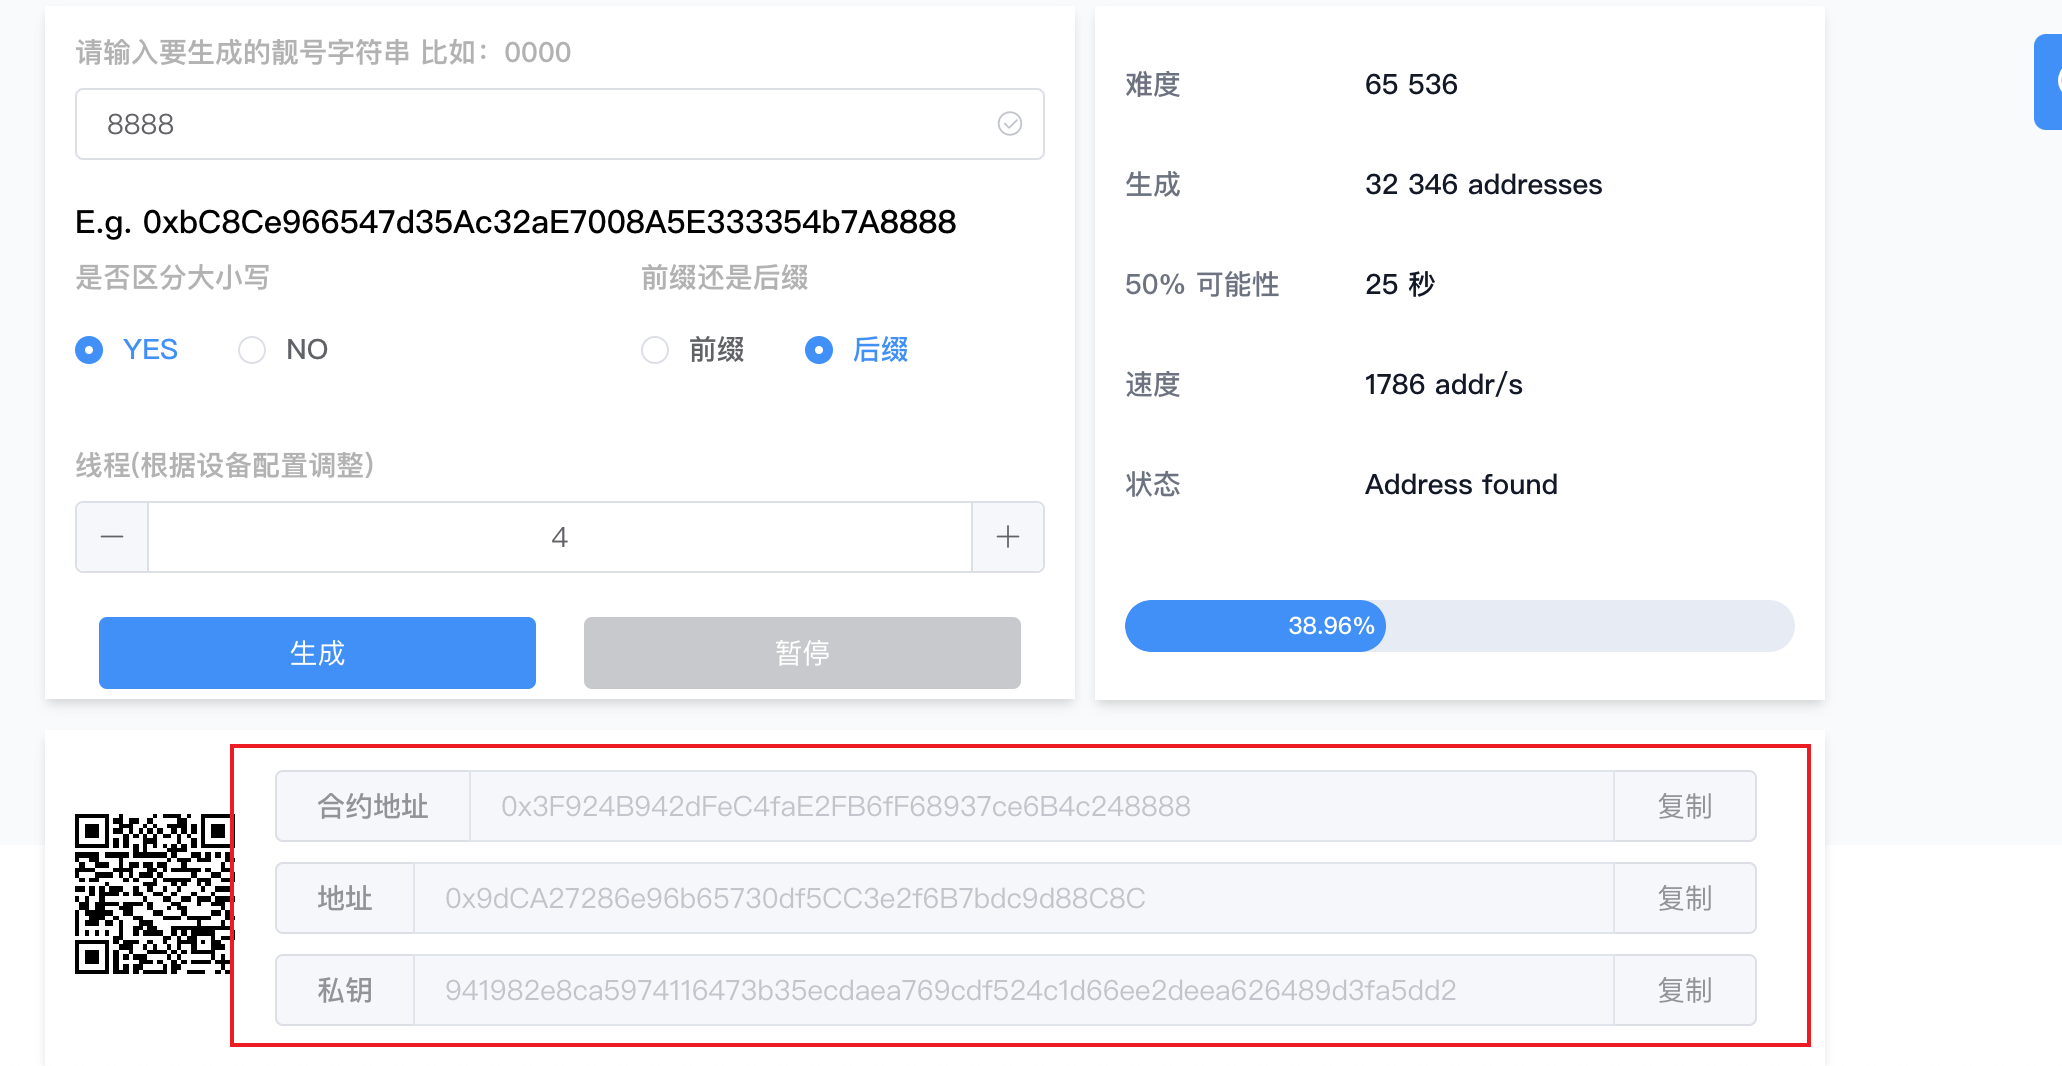 请输入要生成的靓号字符串 比如：0000
8888
E.g. 0xbC8Ce966547d35Ac32aE7008A5E333354b7A8888
是否区分大小写 前缀还是后缀
YES NO 前缀 后缀
线程(根据设备配置调整)
— 4 +
生成 暂停
难度 65 536
生成 32 346 addresses
50% 可能性 25 秒
速度 1786 addr/s
状态 Address found
38.96%
合约地址 0x3F924B942dFeC4faE2FB6fF68937ce6B4c248888 复制
地址 0x9dCA27286e96b65730df5CC3e2f6B7bdc9d88C8C 复制
私钥 941982e8ca5974116473b35ecdaea769cdf524c1d66ee2deea626489d3fa5dd2 复制